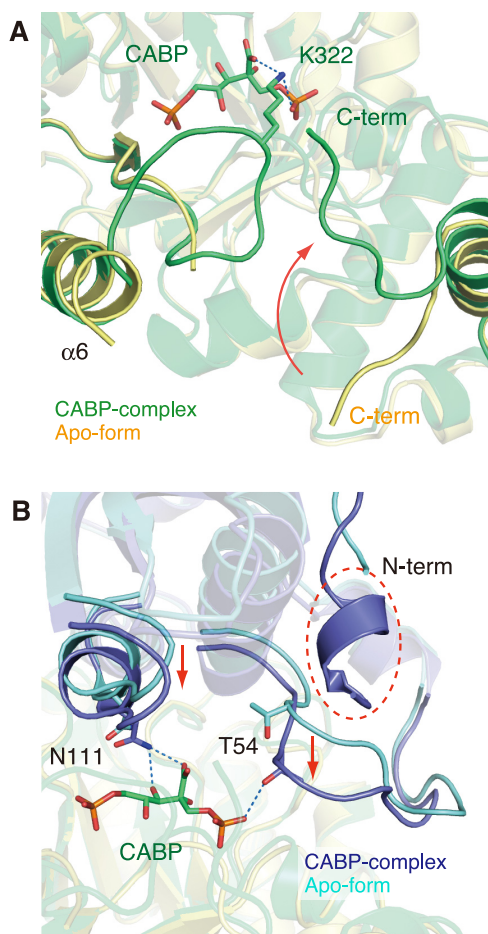 A
CABP
K322
C-term
α6
CABP-complex
Apo-form
C-term
B
N-term
N111
T54
CABP
CABP-complex
Apo-form